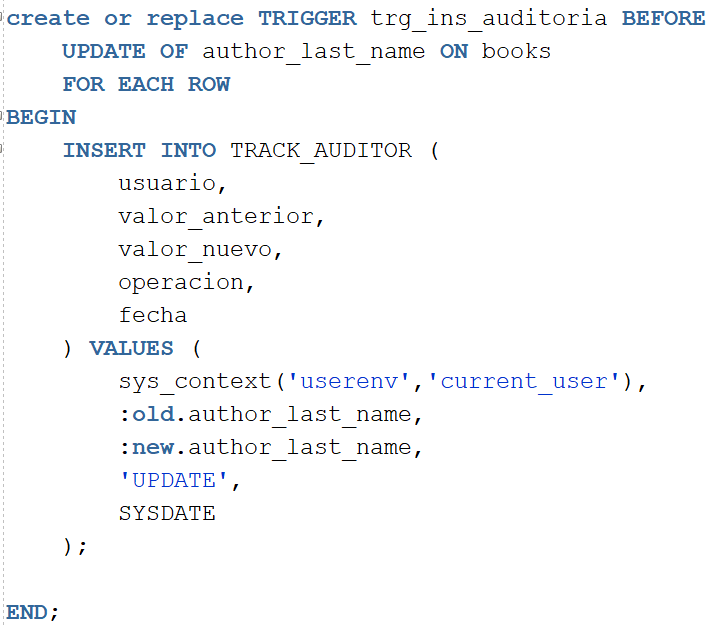 create or replace TRIGGER trg_ins_auditoria BEFORE
    UPDATE OF author_last_name ON books
    FOR EACH ROW
BEGIN
    INSERT INTO TRACK_AUDITOR (
        usuario,
        valor_anterior,
        valor_nuevo,
        operacion,
        fecha
    ) VALUES (
        sys_context('userenv','current_user'),
        :old.author_last_name,
        :new.author_last_name,
        'UPDATE',
        SYSDATE
    );

END;